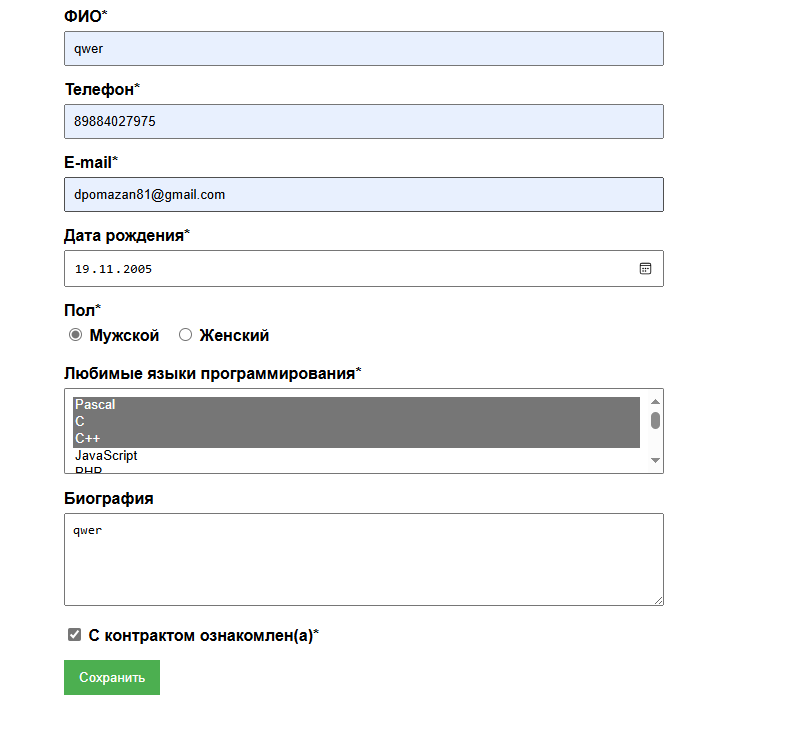 ФИО*
qwer
Телефон*
89884027975
E-mail*
dpomazan81@gmail.com
Дата рождения*
19.11.2005
Пол*
Мужской Женский
Любимые языки программирования*
Pascal
C
C++
JavaScript
PHP
Биография
qwer
С контрактом ознакомлен(а)*
Сохранить